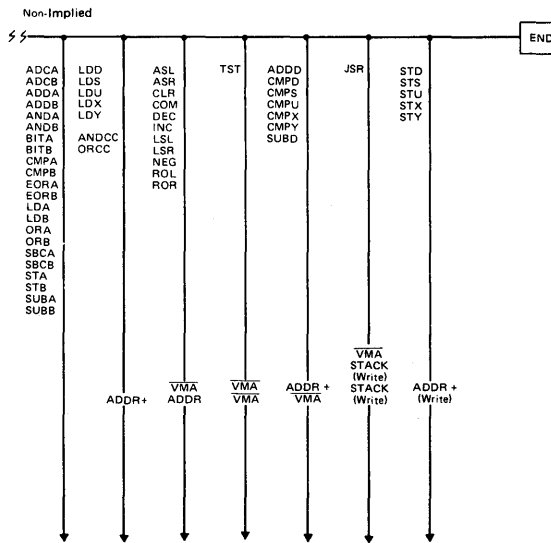 Non-Implied
END
ADCA
ADCB
ADDA
ADDB
ANDA
ANDB
BITA
BITB
CMPA
CMPB
EORA
EORB
LDA
LDB
ORA
ORB
SBCA
SBCB
STA
STB
SUBA
SUBB
LDD
LDS
LDU
LDX
LDY
ANDCC
ORCC
ADDR+
ASL
ASR
CLR
COM
DEC
INC
LSL
LSR
NEG
ROL
ROR
VMA
ADDR
TST
VMA
VMA
ADDD
CMPD
CMPS
CMPU
CMPX
CMPY
SUBD
ADDR +
VMA
JSR
VMA
STACK
(Write)
STACK
(Write)
STD
STS
STU
STX
STY
ADDR +
(Write)